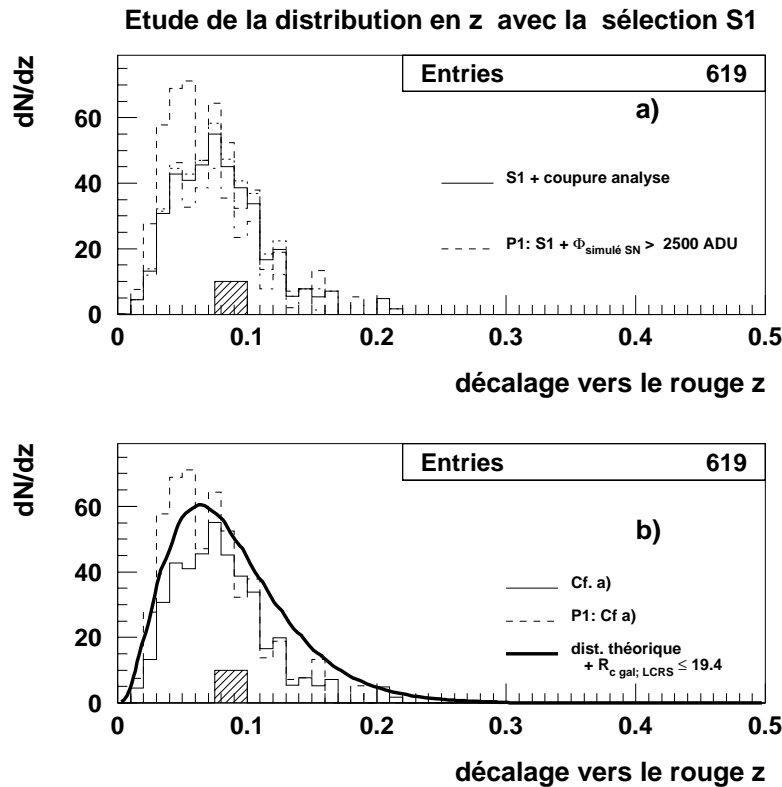 Etude de la distribution en z avec la sélection S1
dN/dz
Entries 619
a)
S1 + coupure analyse
P1: S1 + Φsimulé SN > 2500 ADU
60
40
20
0
0 0.1 0.2 0.3 0.4 0.5
décalage vers le rouge z
dN/dz
Entries 619
b)
Cf. a)
P1: Cf a)
dist. théorique
+ Rc gal; LCRS ≤ 19.4
60
40
20
0
0 0.1 0.2 0.3 0.4 0.5
décalage vers le rouge z